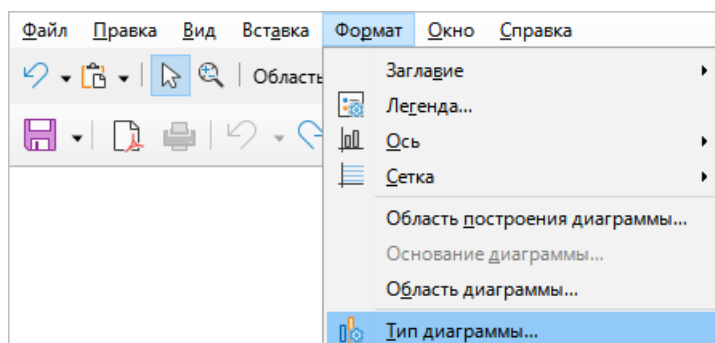 Файл Правка Вид Вставка Формат Окно Справка
Область
Заглавие
Легенда...
Ось
Сетка
Область построения диаграммы...
Основание диаграммы...
Область диаграммы...
Тип диаграммы...